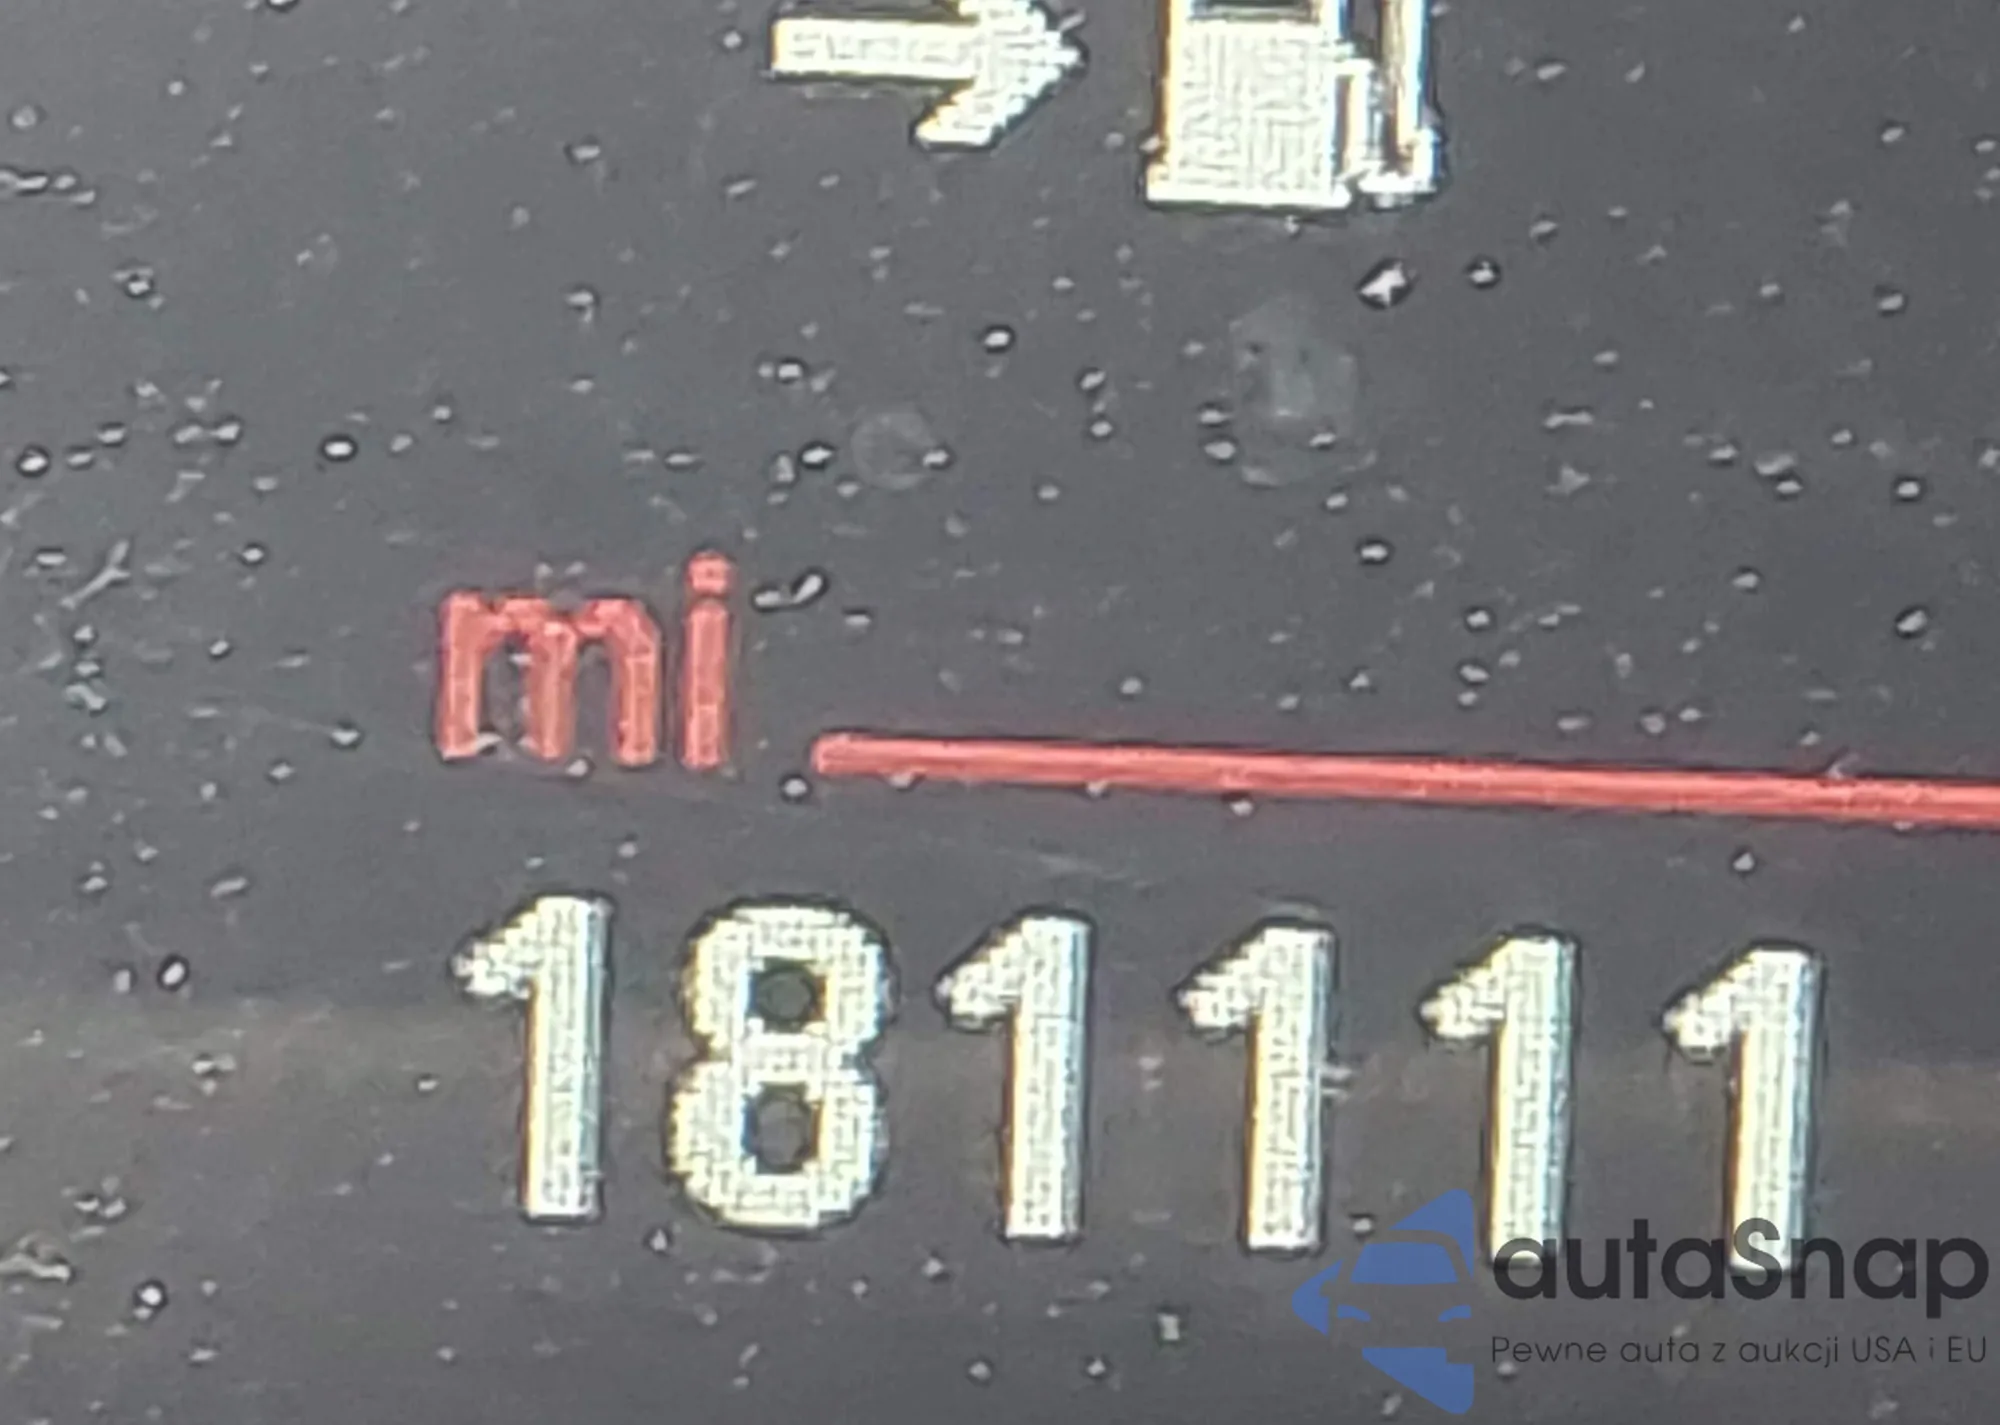 mi
181111
autasnap
Pewne auta z aukcji USA i EU